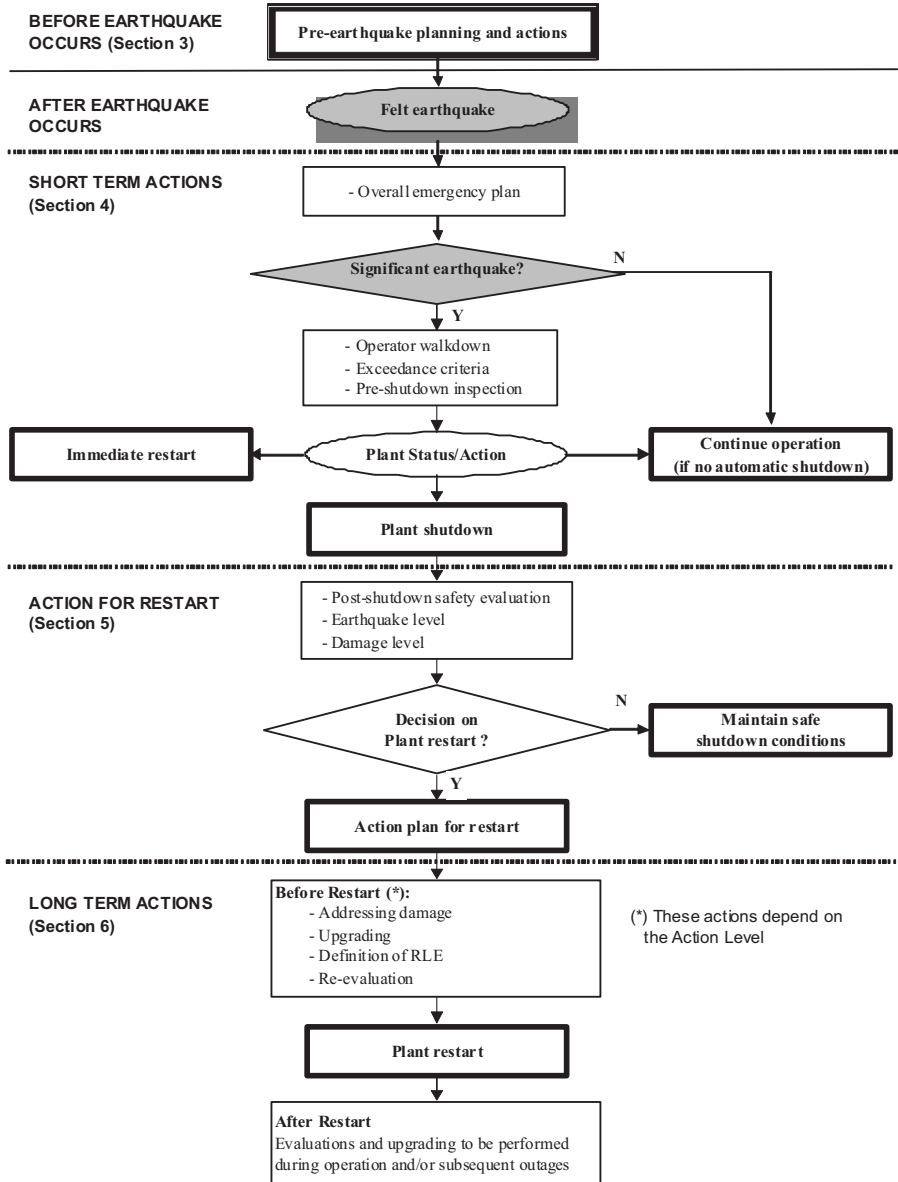 BEFORE EARTHQUAKE
OCCURS (Section 3)
Pre-earthquake planning and actions
AFTER EARTHQUAKE
OCCURS
Felt earthquake
SHORT TERM ACTIONS
(Section 4)
- Overall emergency plan
Significant earthquake?
N
Y
- Operator walkdown
- Exceedance criteria
- Pre-shutdown inspection
Immediate restart
Plant Status/Action
Continue operation
(if no automatic shutdown)
Plant shutdown
ACTION FOR RESTART
(Section 5)
- Post-shutdown safety evaluation
- Earthquake level
- Damage level
Decision on
Plant restart ?
N
Maintain safe
shutdown conditions
Y
Action plan for restart
LONG TERM ACTIONS
(Section 6)
Before Restart (*):
- Addressing damage
- Upgrading
- Definition of RLE
- Re-evaluation
(*) These actions depend on
the Action Level
Plant restart
After Restart
Evaluations and upgrading to be performed
during operation and/or subsequent outages